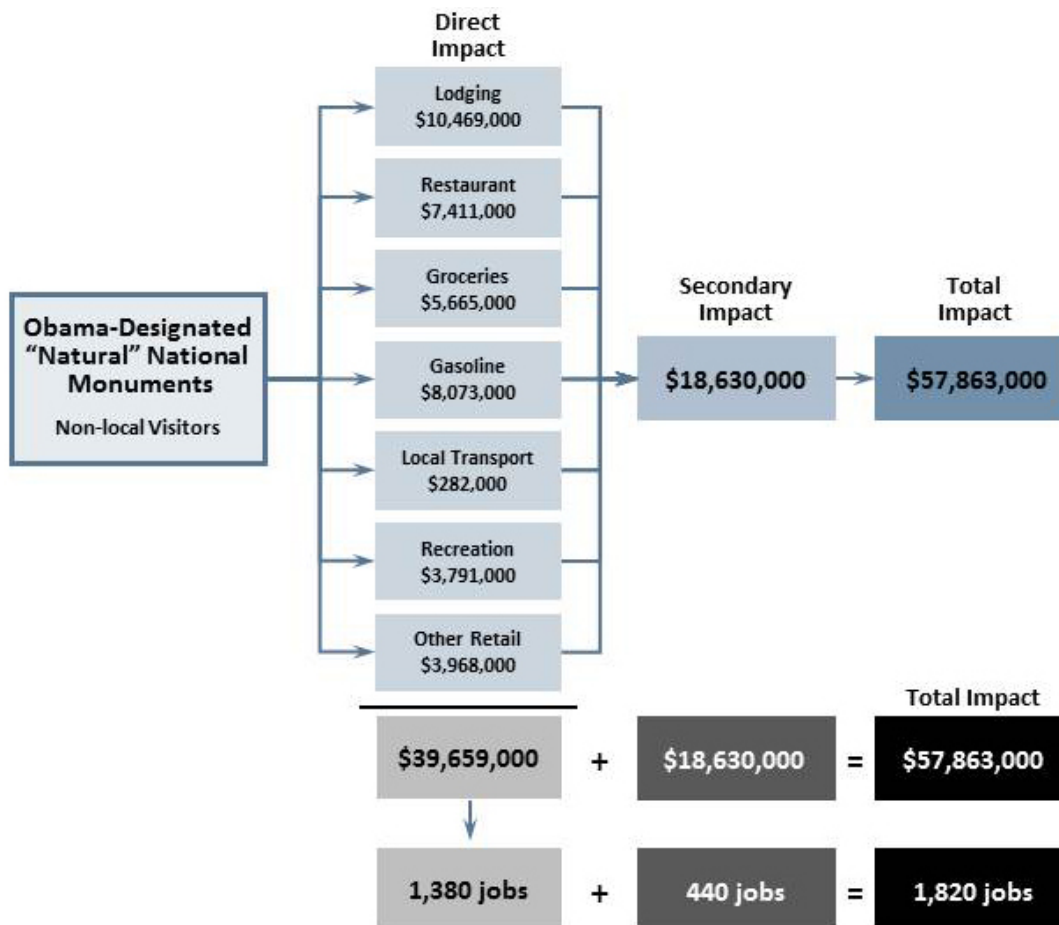 Direct
Impact
Lodging
$10,469,000
Restaurant
$7,411,000
Groceries
$5,665,000
Secondary
Impact
Total
Impact
Obama-Designated
“Natural” National
Monuments
Non-local Visitors
Gasoline
$8,073,000
$18,630,000
$57,863,000
Local Transport
$282,000
Recreation
$3,791,000
Other Retail
$3,968,000
Total Impact
$39,659,000 + $18,630,000 = $57,863,000
1,380 jobs + 440 jobs = 1,820 jobs